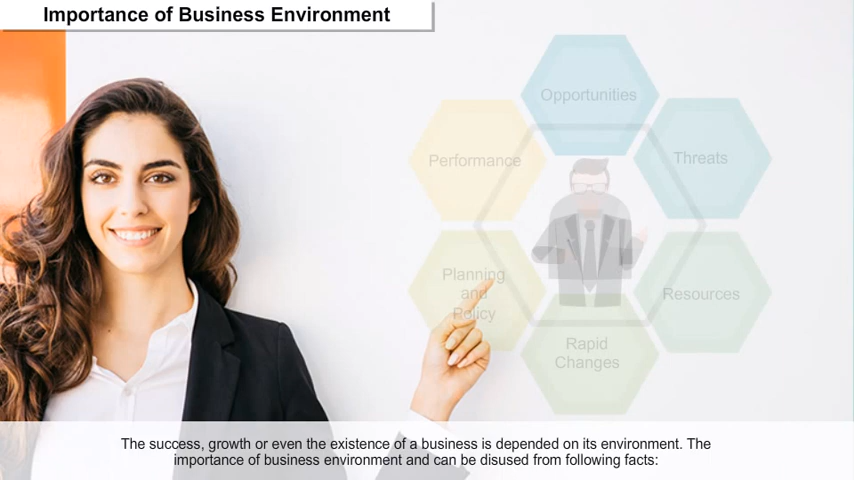 Importance of Business Environment
Opportunities
Performance
Threats
Planning
and
Policy
Resources
Rapid
Changes
The success, growth or even the existence of a business is depended on its environment. The
importance of business environment and can be disused from following facts: